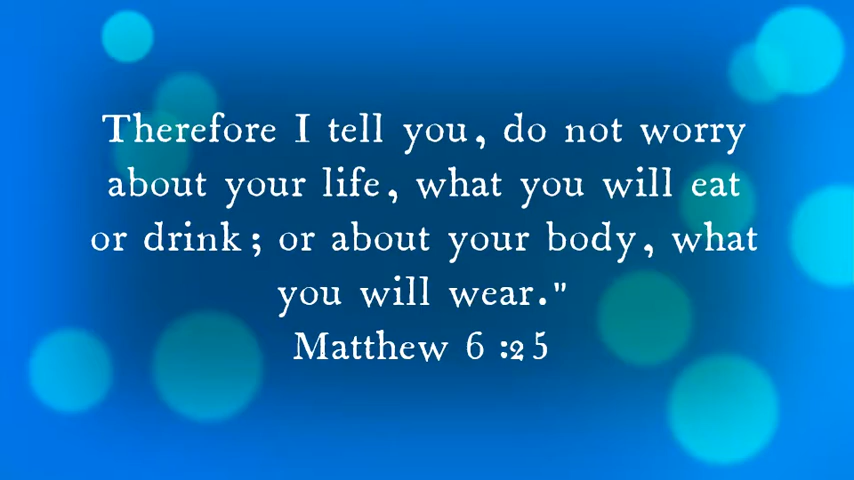 Therefore I tell you, do not worry
about your life, what you will eat
or drink; or about your body, what
you will wear."
Matthew 6 :25